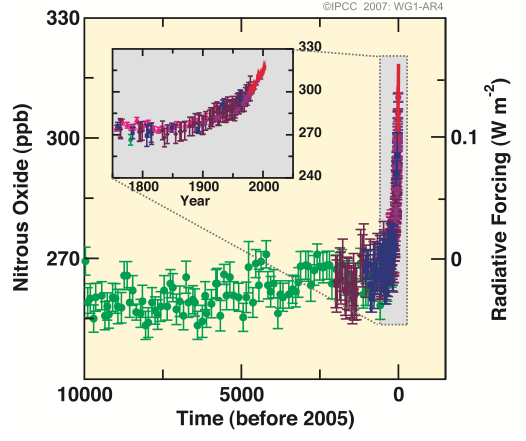 ©IPCC 2007: WG1-AR4
330
300
270
Nitrous Oxide (ppb)
330
300
270
240
1800 1900 2000
Year
0.1
0
Radiative Forcing (W m-2)
10000 5000 0
Time (before 2005)